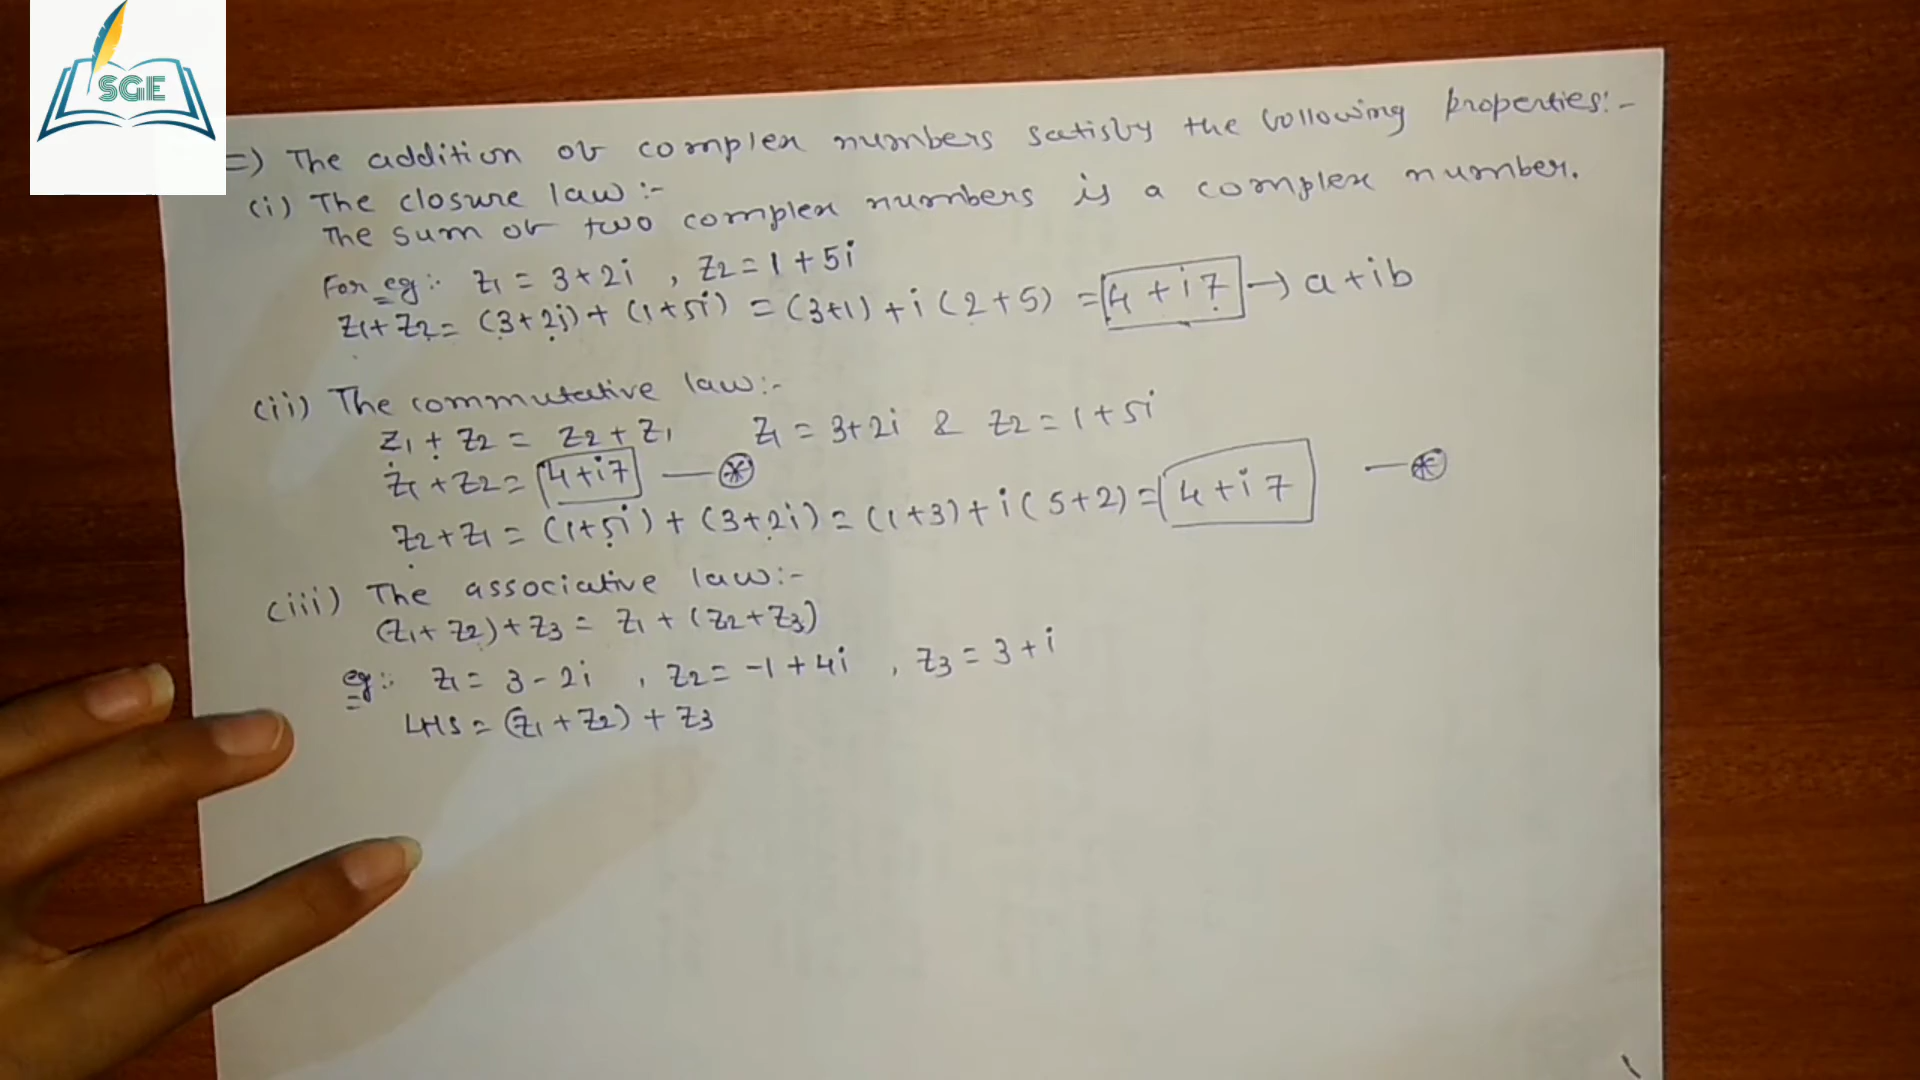 SGE
=) The addition of complex numbers satisfy the following properties:-
(i) The closure law :-
The sum of two complex numbers is a complex number.
For eg:- z1 = 3+2i , z2 = 1+5i
z1+z2 = (3+2i)+(1+5i) = (3+1)+i(2+5) = 4+i7 → a+ib
(ii) The commutative law:-
z1 + z2 = z2 + z1 z1 = 3+2i & z2 = 1+5i
z1 + z2 = 4+i7 — *
z2+z1 = (1+5i)+(3+2i) = (1+3)+i(5+2) = 4+i7 — *
(iii) The associative law:-
(z1+z2)+z3 = z1+(z2+z3)
eg:- z1 = 3-2i , z2 = -1+4i , z3 = 3+i
LHS = (z1+z2)+z3